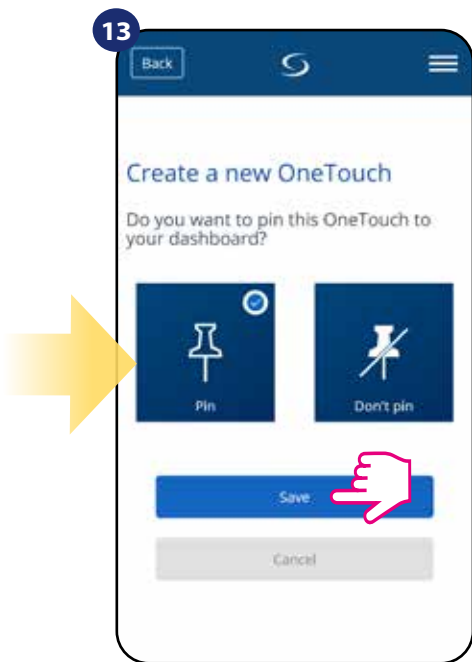 13
Back
Create a new OneTouch
Do you want to pin this OneTouch to
your dashboard?
Pin
Don't pin
Save
Cancel